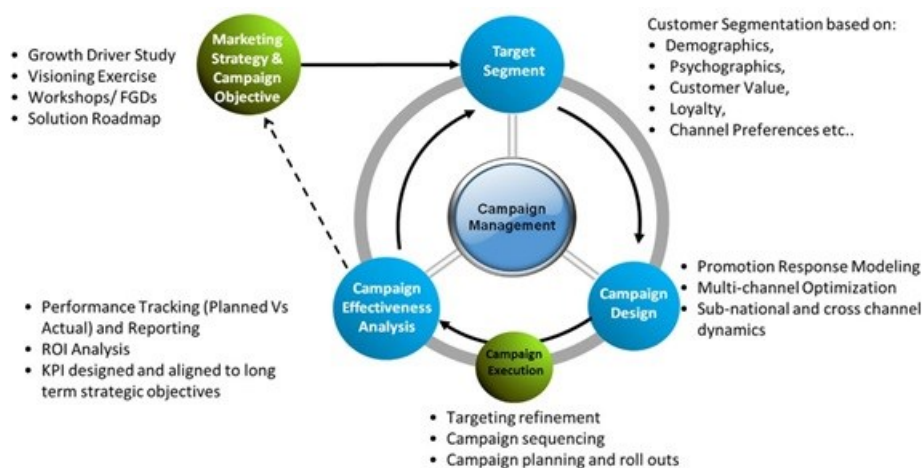 Marketing
Strategy &
Campaign
Objective
• Growth Driver Study
• Visioning Exercise
• Workshops/ FGDs
• Solution Roadmap
Target
Segment
Customer Segmentation based on:
• Demographics,
• Psychographics,
• Customer Value,
• Loyalty,
• Channel Preferences etc..
Campaign
Management
Campaign
Design
• Promotion Response Modeling
• Multi-channel Optimization
• Sub-national and cross channel
dynamics
Campaign
Execution
• Targeting refinement
• Campaign sequencing
• Campaign planning and roll outs
Campaign
Effectiveness
Analysis
• Performance Tracking (Planned Vs
Actual) and Reporting
• ROI Analysis
• KPI designed and aligned to long
term strategic objectives